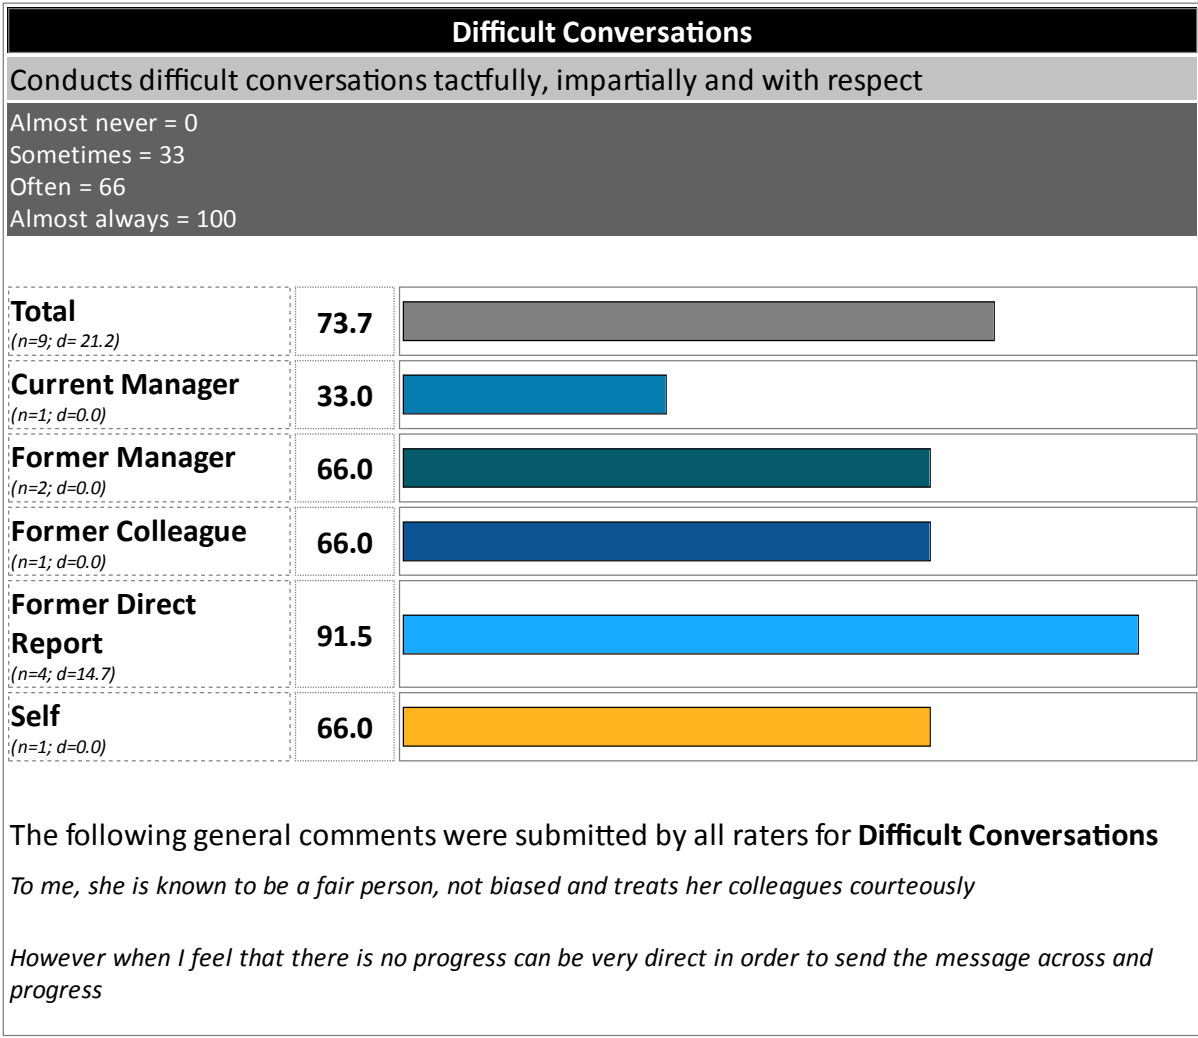 Difficult Conversations
Conducts difficult conversations tactfully, impartially and with respect
Almost never = 0
Sometimes = 33
Often = 66
Almost always = 100
Total
(n=9; d= 21.2)
73.7
Current Manager
(n=1; d=0.0)
33.0
Former Manager
(n=2; d=0.0)
66.0
Former Colleague
(n=1; d=0.0)
66.0
Former Direct
Report
(n=4; d=14.7)
91.5
Self
(n=1; d=0.0)
66.0
The following general comments were submitted by all raters for Difficult Conversations
To me, she is known to be a fair person, not biased and treats her colleagues courteously
However when I feel that there is no progress can be very direct in order to send the message across and
progress